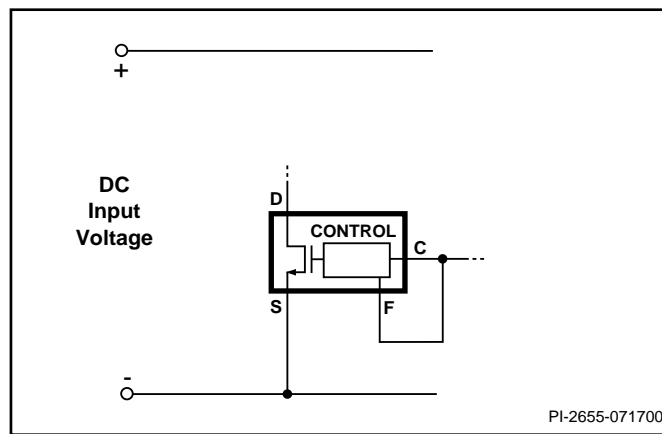 +
DC
Input
Voltage
D
CONTROL
C
S
F
-
PI-2655-071700